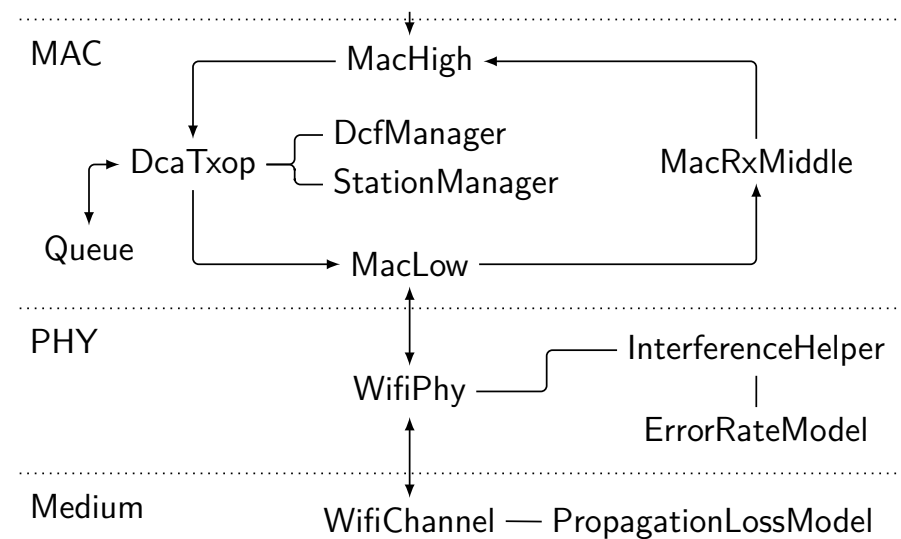 MAC
MacHigh
DcfManager
DcaTxop
MacRxMiddle
StationManager
Queue
MacLow
PHY
InterferenceHelper
WifiPhy
ErrorRateModel
Medium
WifiChannel
PropagationLossModel